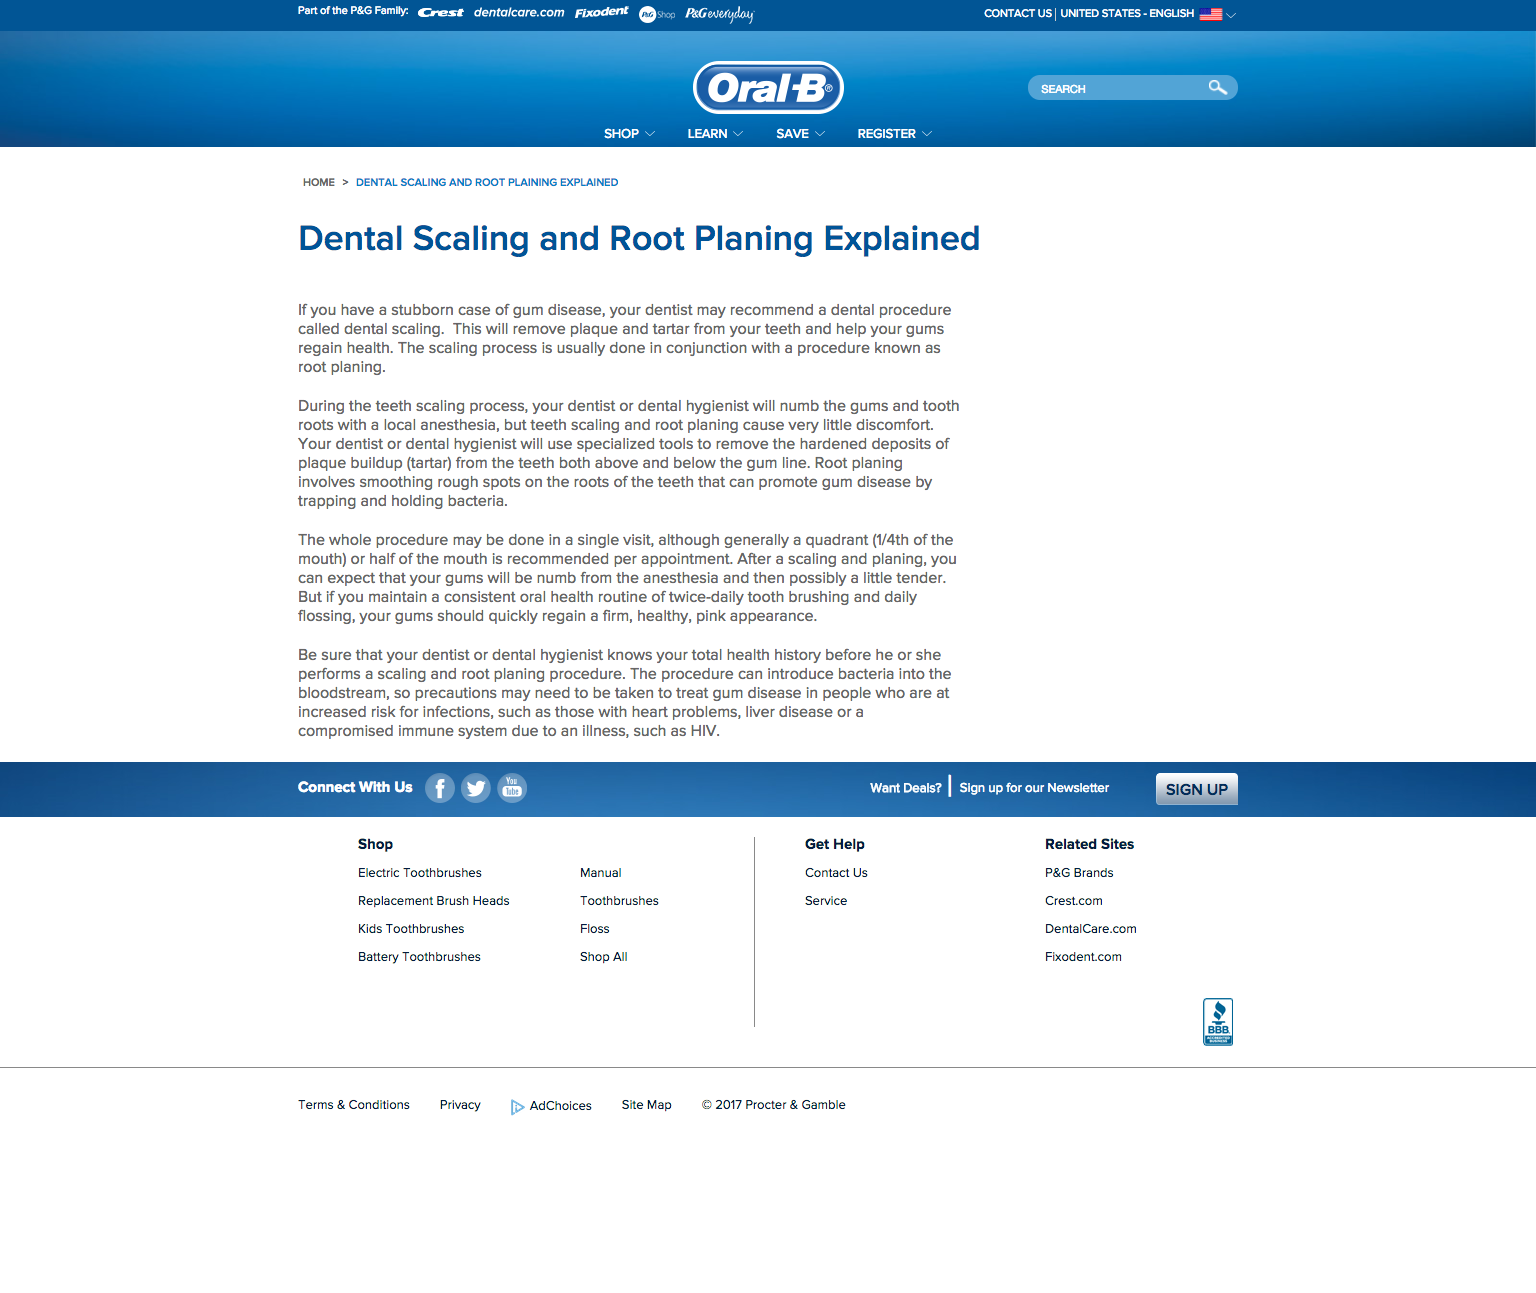 Part of the P&G Family: Crest dentalcare.com Fixodent P&G Shop P&G everyday
CONTACT US | UNITED STATES - ENGLISH
Oral-B®
SEARCH
SHOP LEARN SAVE REGISTER
HOME > DENTAL SCALING AND ROOT PLAINING EXPLAINED
Dental Scaling and Root Planing Explained
If you have a stubborn case of gum disease, your dentist may recommend a dental procedure
called dental scaling.  This will remove plaque and tartar from your teeth and help your gums
regain health. The scaling process is usually done in conjunction with a procedure known as
root planing.
During the teeth scaling process, your dentist or dental hygienist will numb the gums and tooth
roots with a local anesthesia, but teeth scaling and root planing cause very little discomfort.
Your dentist or dental hygienist will use specialized tools to remove the hardened deposits of
plaque buildup (tartar) from the teeth both above and below the gum line. Root planing
involves smoothing rough spots on the roots of the teeth that can promote gum disease by
trapping and holding bacteria.
The whole procedure may be done in a single visit, although generally a quadrant (1/4th of the
mouth) or half of the mouth is recommended per appointment. After a scaling and planing, you
can expect that your gums will be numb from the anesthesia and then possibly a little tender.
But if you maintain a consistent oral health routine of twice-daily tooth brushing and daily
flossing, your gums should quickly regain a firm, healthy, pink appearance.
Be sure that your dentist or dental hygienist knows your total health history before he or she
performs a scaling and root planing procedure. The procedure can introduce bacteria into the
bloodstream, so precautions may need to be taken to treat gum disease in people who are at
increased risk for infections, such as those with heart problems, liver disease or a
compromised immune system due to an illness, such as HIV.
Connect With Us
You Tube
Want Deals? | Sign up for our Newsletter
SIGN UP
Shop
Electric Toothbrushes
Replacement Brush Heads
Kids Toothbrushes
Battery Toothbrushes
Manual
Toothbrushes
Floss
Shop All
Get Help
Contact Us
Service
Related Sites
P&G Brands
Crest.com
DentalCare.com
Fixodent.com
BBB.
ACCREDITED
BUSINESS
Terms & Conditions Privacy AdChoices Site Map © 2017 Procter & Gamble